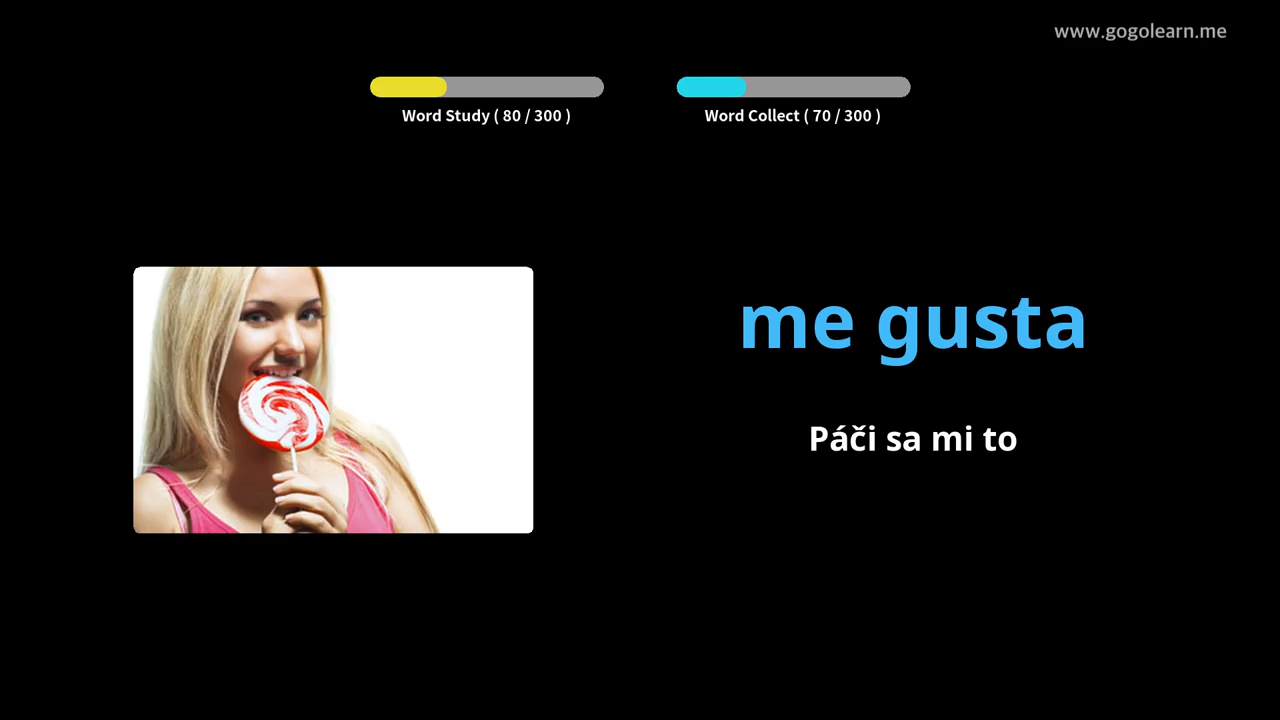 www.gogolearn.me
Word Study ( 80 / 300 )
Word Collect ( 70 / 300 )
me gusta
Páči sa mi to